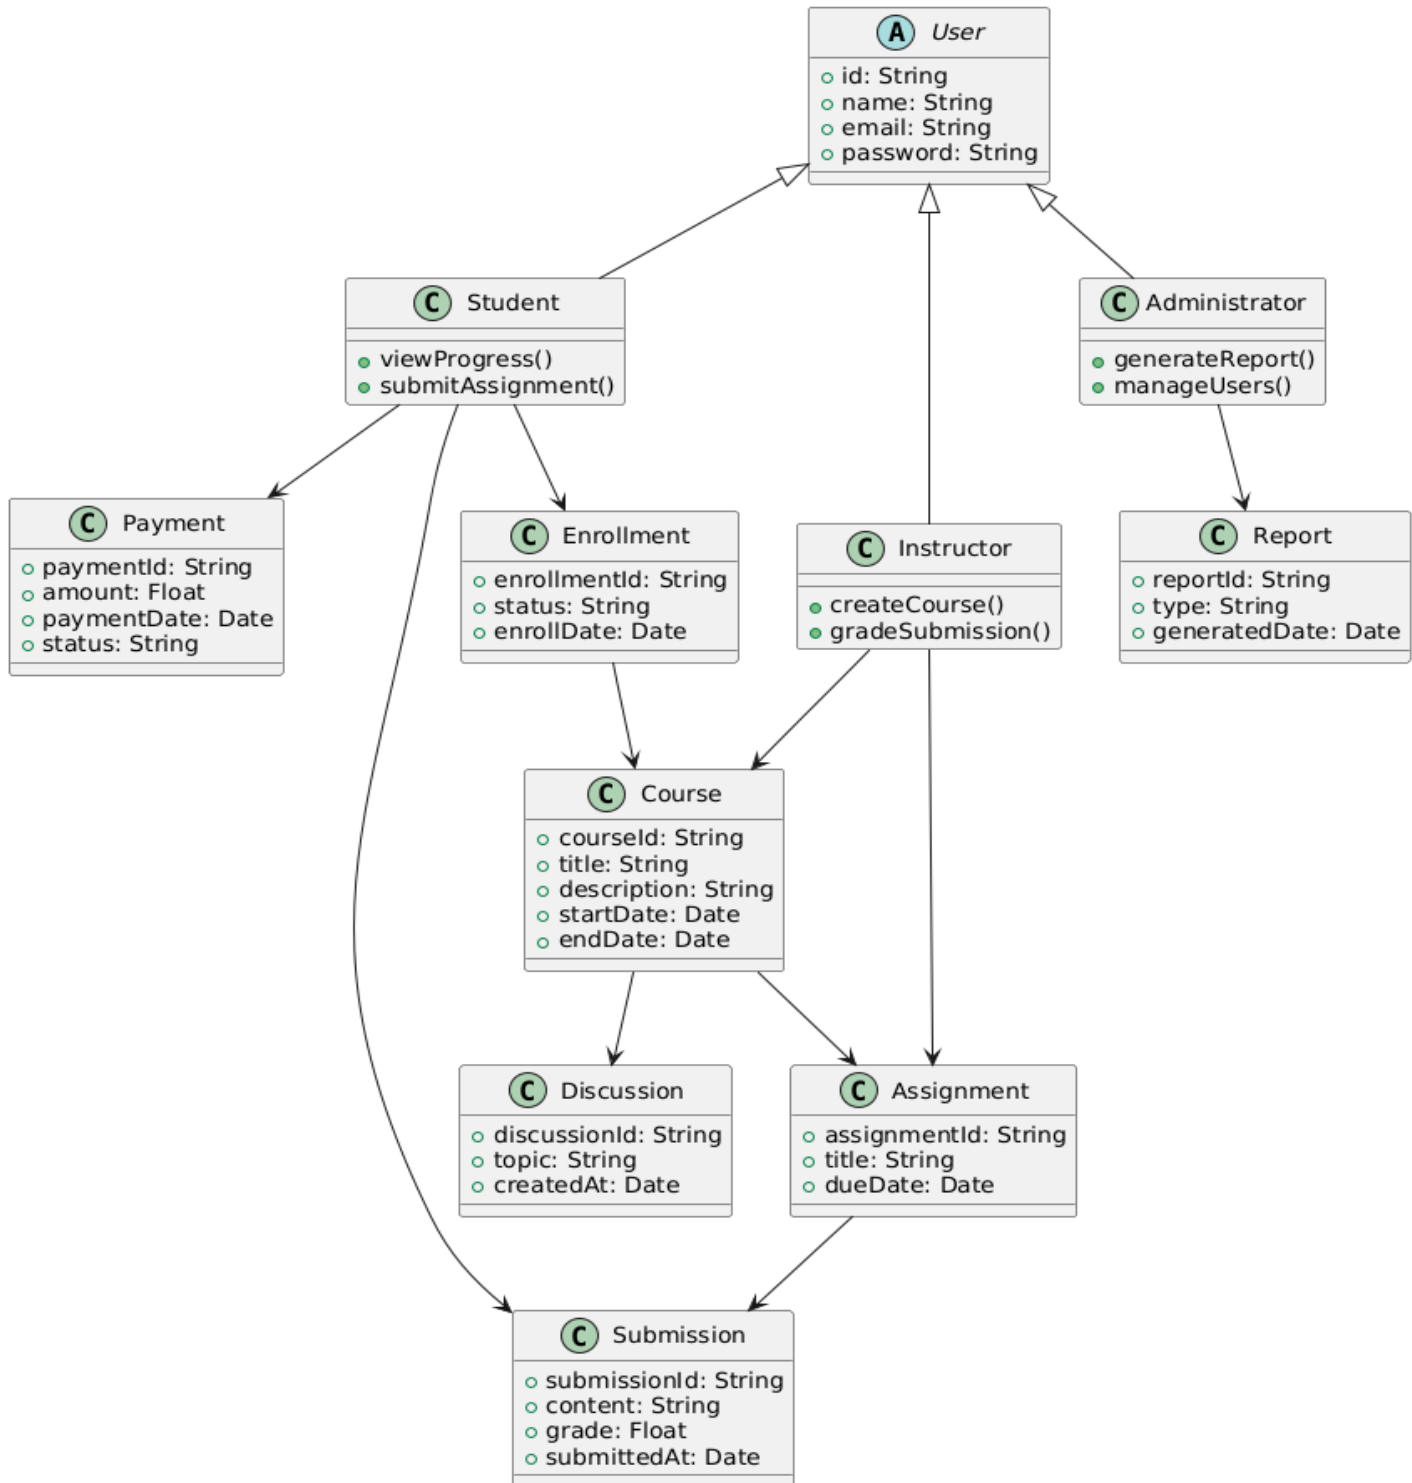 A User
id: String
name: String
email: String
password: String
C Student
viewProgress()
submitAssignment()
C Administrator
generateReport()
manageUsers()
C Payment
paymentId: String
amount: Float
paymentDate: Date
status: String
C Enrollment
enrollmentId: String
status: String
enrollDate: Date
C Instructor
createCourse()
gradeSubmission()
C Report
reportId: String
type: String
generatedDate: Date
C Course
courseId: String
title: String
description: String
startDate: Date
endDate: Date
C Discussion
discussionId: String
topic: String
createdAt: Date
C Assignment
assignmentId: String
title: String
dueDate: Date
C Submission
submissionId: String
content: String
grade: Float
submittedAt: Date